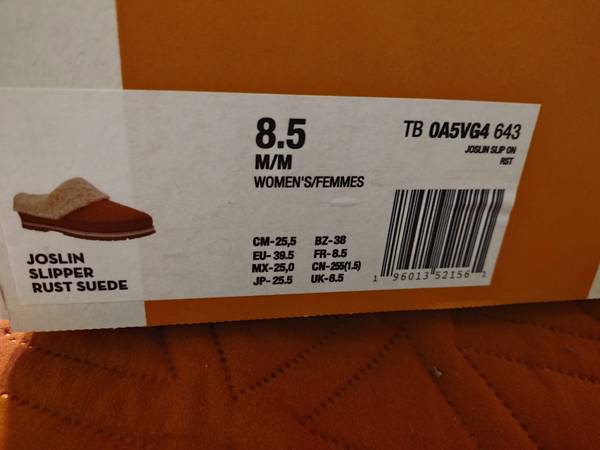 8.5
M/M
WOMEN'S/FEMMES
TB 0A5VG4 643
JOSLIN SLIP ON
RST
JOSLIN
SLIPPER
RUST SUEDE
CM-25,5 BZ-38
EU-39.5 FR-8.5
MX-25,0 CN-255(1.5)
JP-25.5 UK-6.5
1 96013 52156 2